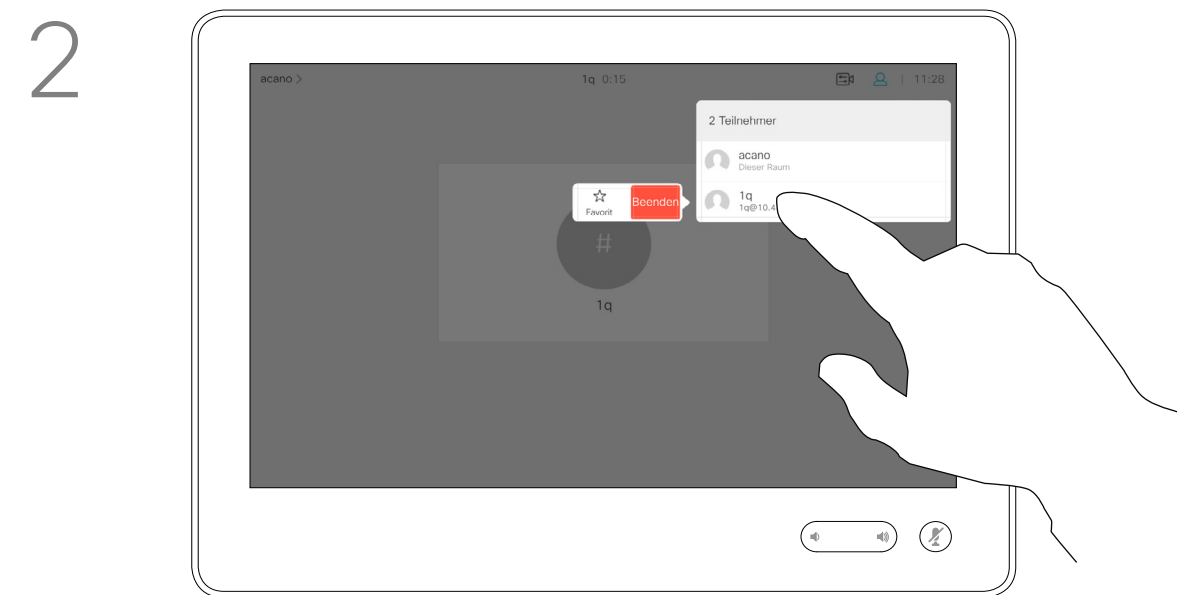 2
acano >
1q 0:15
11:28
2 Teilnehmer
acano
Dieser Raum
1q
1q@10.4
Favorit
Beenden
#
1q